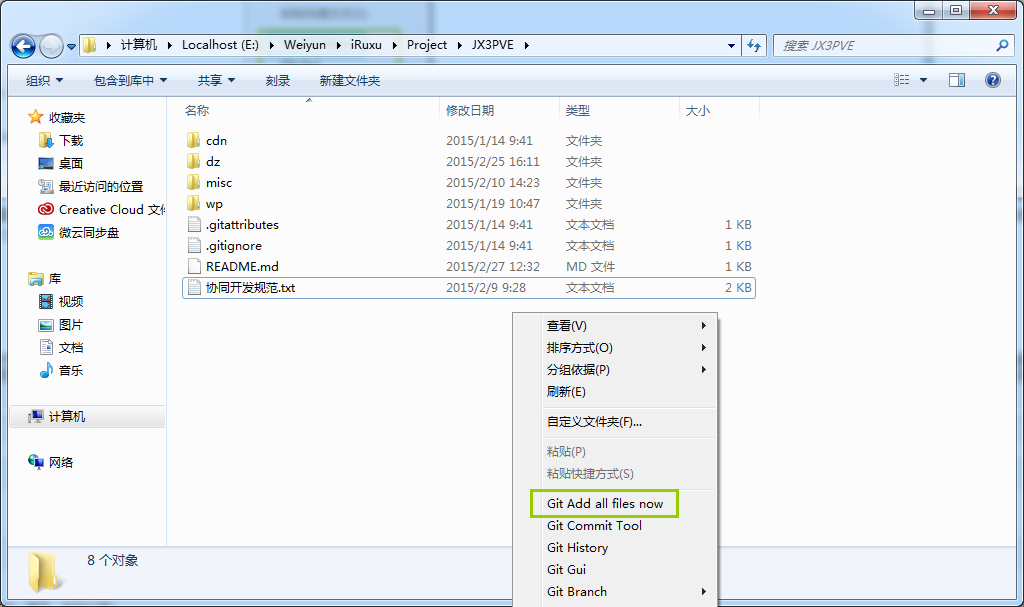 计算机 Localhost (E:) Weiyun iRuxu Project JX3PVE
搜索 JX3PVE
组织 包含到库中 共享 刻录 新建文件夹
收藏夹
下载
桌面
最近访问的位置
Creative Cloud 文
微云同步盘
库
视频
图片
文档
音乐
计算机
网络
名称 修改日期 类型 大小
cdn 2015/1/14 9:41 文件夹
dz 2015/2/25 16:11 文件夹
misc 2015/2/10 14:23 文件夹
wp 2015/1/19 10:47 文件夹
.gitattributes 2015/1/14 9:41 文本文档 1 KB
.gitignore 2015/1/14 9:41 文本文档 1 KB
README.md 2015/2/27 12:32 MD 文件 1 KB
协同开发规范.txt 2015/2/9 9:28 文本文档 2 KB
查看(V)
排序方式(O)
分组依据(P)
刷新(E)
自定义文件夹(F)...
粘贴(P)
粘贴快捷方式(S)
Git Add all files now
Git Commit Tool
Git History
Git Gui
Git Branch
8 个对象